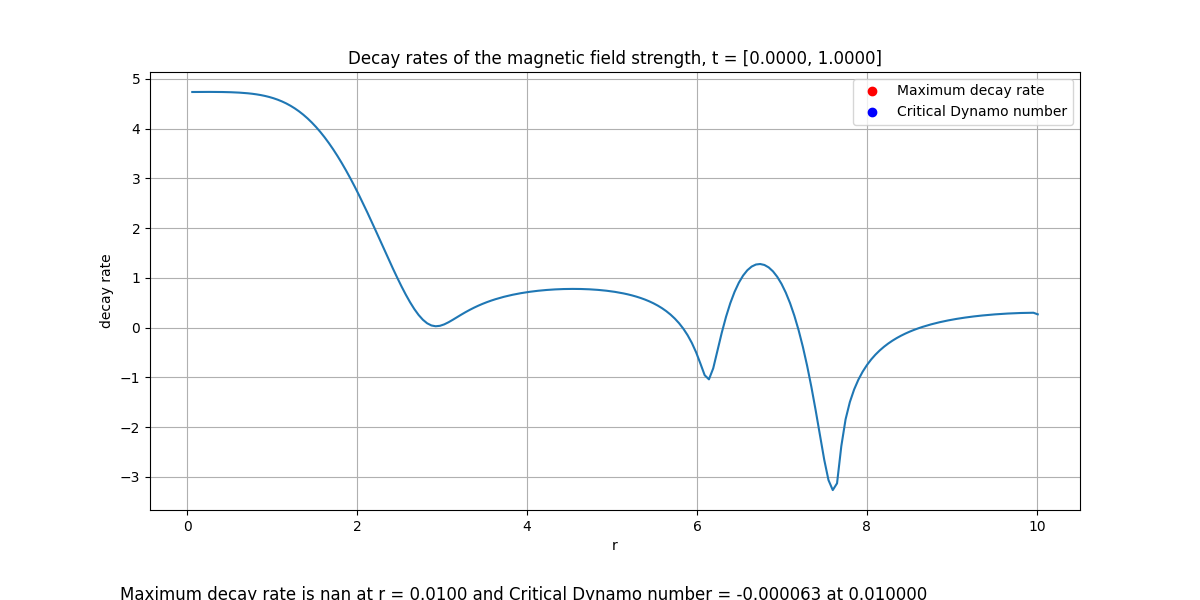 Decay rates of the magnetic field strength, t = [0.0000, 1.0000]
Maximum decay rate
Critical Dynamo number
5
4
3
2
1
0
−1
−2
−3
decay rate
0 2 4 6 8 10
r
Maximum decay rate is nan at r = 0.0100 and Critical Dynamo number = -0.000063 at 0.010000